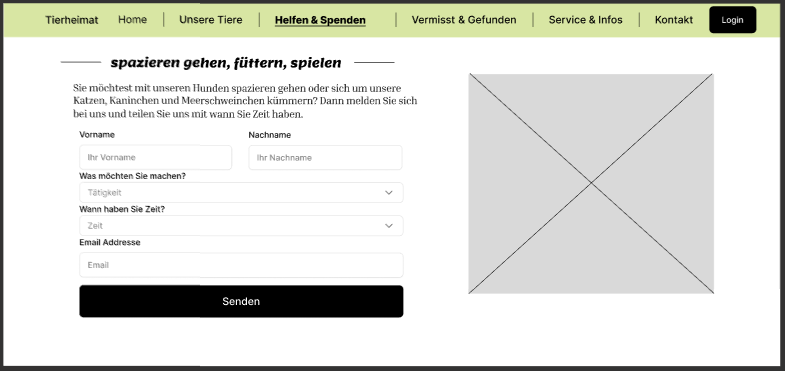 Tierheimat Home Unsere Tiere Helfen & Spenden Vermisst & Gefunden Service & Infos Kontakt Login
spazieren gehen, füttern, spielen
Sie möchtest mit unseren Hunden spazieren gehen oder sich um unsere
Katzen, Kaninchen und Meerschweinchen kümmern? Dann melden Sie sich
bei uns und teilen Sie uns mit wann Sie Zeit haben.
Vorname Nachname
Ihr Vorname Ihr Nachname
Was möchten Sie machen?
Tätigkeit
Wann haben Sie Zeit?
Zeit
Email Addresse
Email
Senden